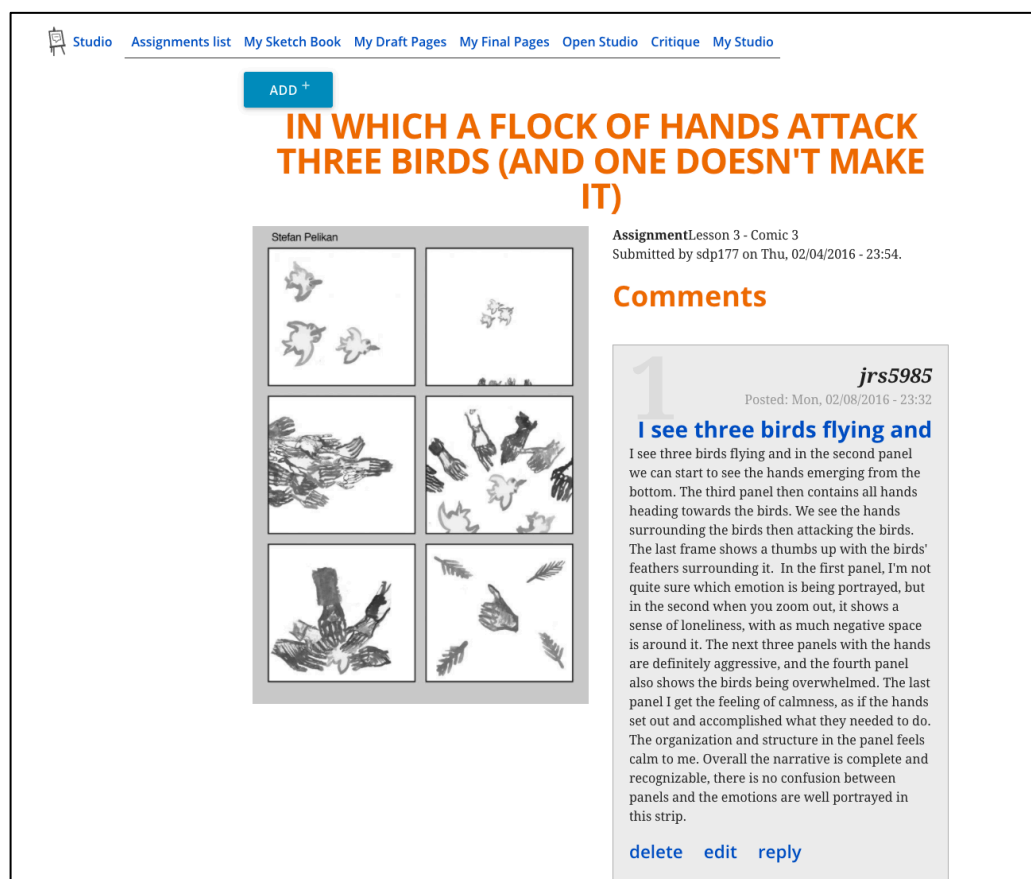 Studio Assignments list My Sketch Book My Draft Pages My Final Pages Open Studio Critique My Studio
ADD +
IN WHICH A FLOCK OF HANDS ATTACK
THREE BIRDS (AND ONE DOESN'T MAKE
IT)
Stefan Pelikan
AssignmentLesson 3 - Comic 3
Submitted by sdp177 on Thu, 02/04/2016 - 23:54.
Comments
1
jrs5985
Posted: Mon, 02/08/2016 - 23:32
I see three birds flying and
I see three birds flying and in the second panel
we can start to see the hands emerging from the
bottom. The third panel then contains all hands
heading towards the birds. We see the hands
surrounding the birds then attacking the birds.
The last frame shows a thumbs up with the birds'
feathers surrounding it.  In the first panel, I'm not
quite sure which emotion is being portrayed, but
in the second when you zoom out, it shows a
sense of loneliness, with as much negative space
is around it. The next three panels with the hands
are definitely aggressive, and the fourth panel
also shows the birds being overwhelmed. The last
panel I get the feeling of calmness, as if the hands
set out and accomplished what they needed to do.
The organization and structure in the panel feels
calm to me. Overall the narrative is complete and
recognizable, there is no confusion between
panels and the emotions are well portrayed in
this strip.
delete edit reply